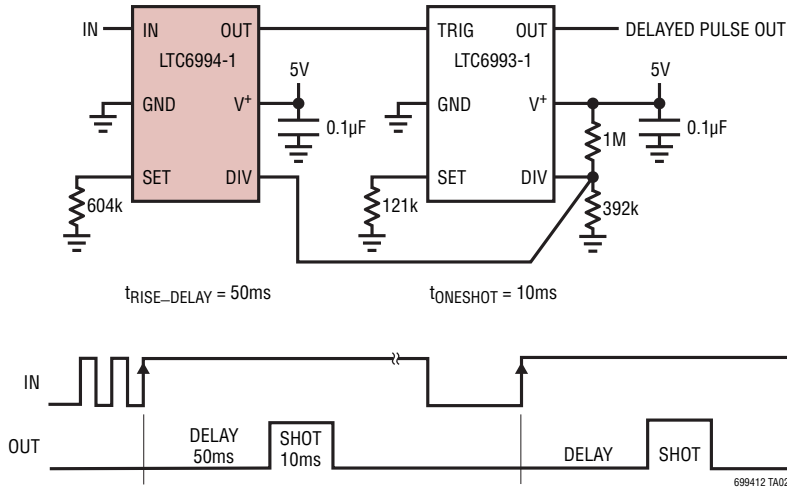 IN
IN
OUT
LTC6994-1
GND
V+
SET
DIV
604k
5V
0.1µF
TRIG
OUT
LTC6993-1
GND
V+
SET
DIV
121k
DELAYED PULSE OUT
5V
0.1µF
1M
392k
tRISE_DELAY = 50ms
tONESHOT = 10ms
IN
OUT
DELAY
50ms
SHOT
10ms
DELAY
SHOT
699412 TA02